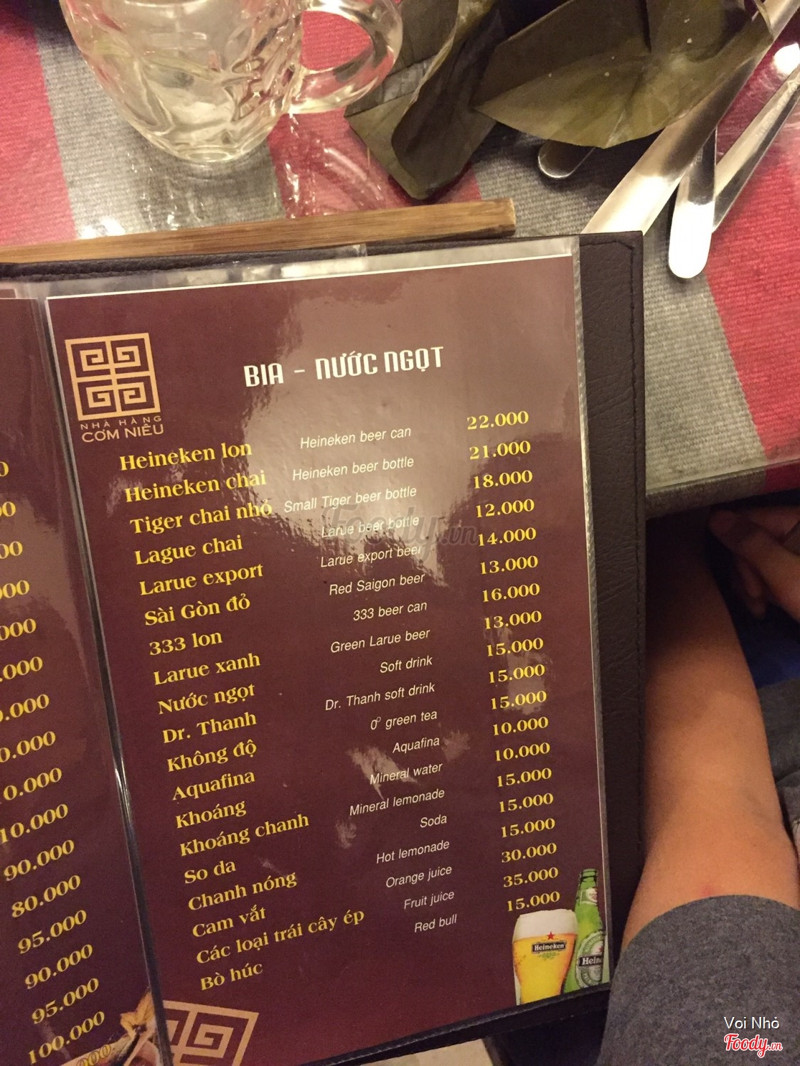 NHÀ HÀNG
CƠM NIÊU
BIA - NƯỚC NGỌT
Heineken lon Heineken beer can 22.000
Heineken chai Heineken beer bottle 21.000
Tiger chai nhỏ Small Tiger beer bottle 18.000
Lague chai Larue beer bottle 12.000
Larue export Larue export beer 14.000
Sài Gòn đỏ Red Saigon beer 13.000
333 lon 333 beer can 16.000
Larue xanh Green Larue beer 13.000
Nước ngọt Soft drink 15.000
Dr. Thanh Dr. Thanh soft drink 15.000
Không độ 0° green tea 15.000
Aquafina Aquafina 10.000
Khoáng Mineral water 10.000
Khoáng chanh Mineral lemonade 15.000
So da Soda 15.000
Chanh nóng Hot lemonade 15.000
Cam vắt Orange juice 30.000
Các loại trái cây ép Fruit juice 35.000
Bò húc Red bull 15.000
90.000
80.000
95.000
90.000
95.000
100.000
Heineken
Foody.vn
Voi Nhỏ
Foody.vn